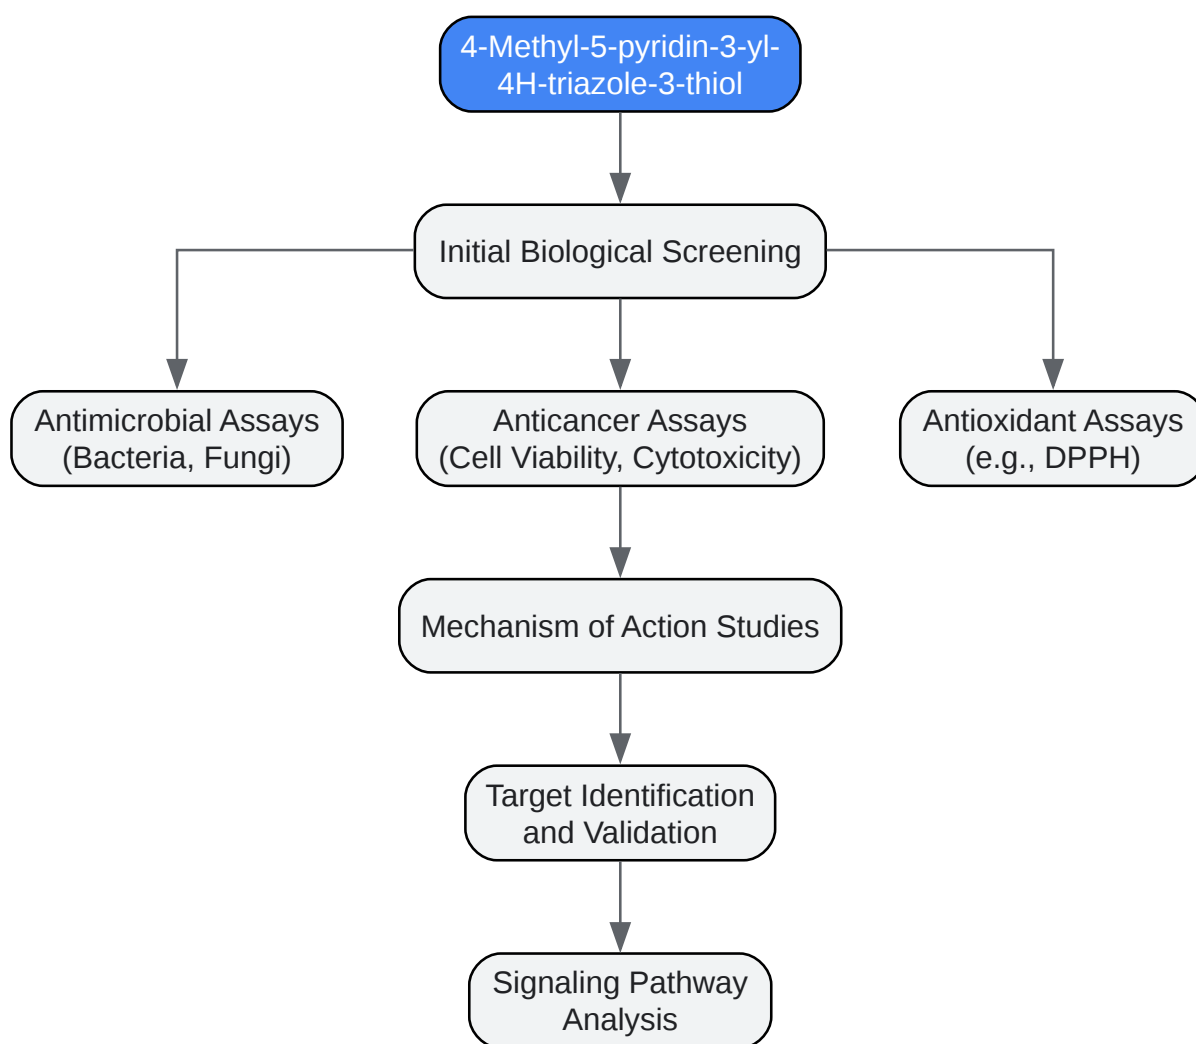 4-Methyl-5-pyridin-3-yl-
4H-triazole-3-thiol
Initial Biological Screening
Antimicrobial Assays
(Bacteria, Fungi)
Anticancer Assays
(Cell Viability, Cytotoxicity)
Antioxidant Assays
(e.g., DPPH)
Mechanism of Action Studies
Target Identification
and Validation
Signaling Pathway
Analysis